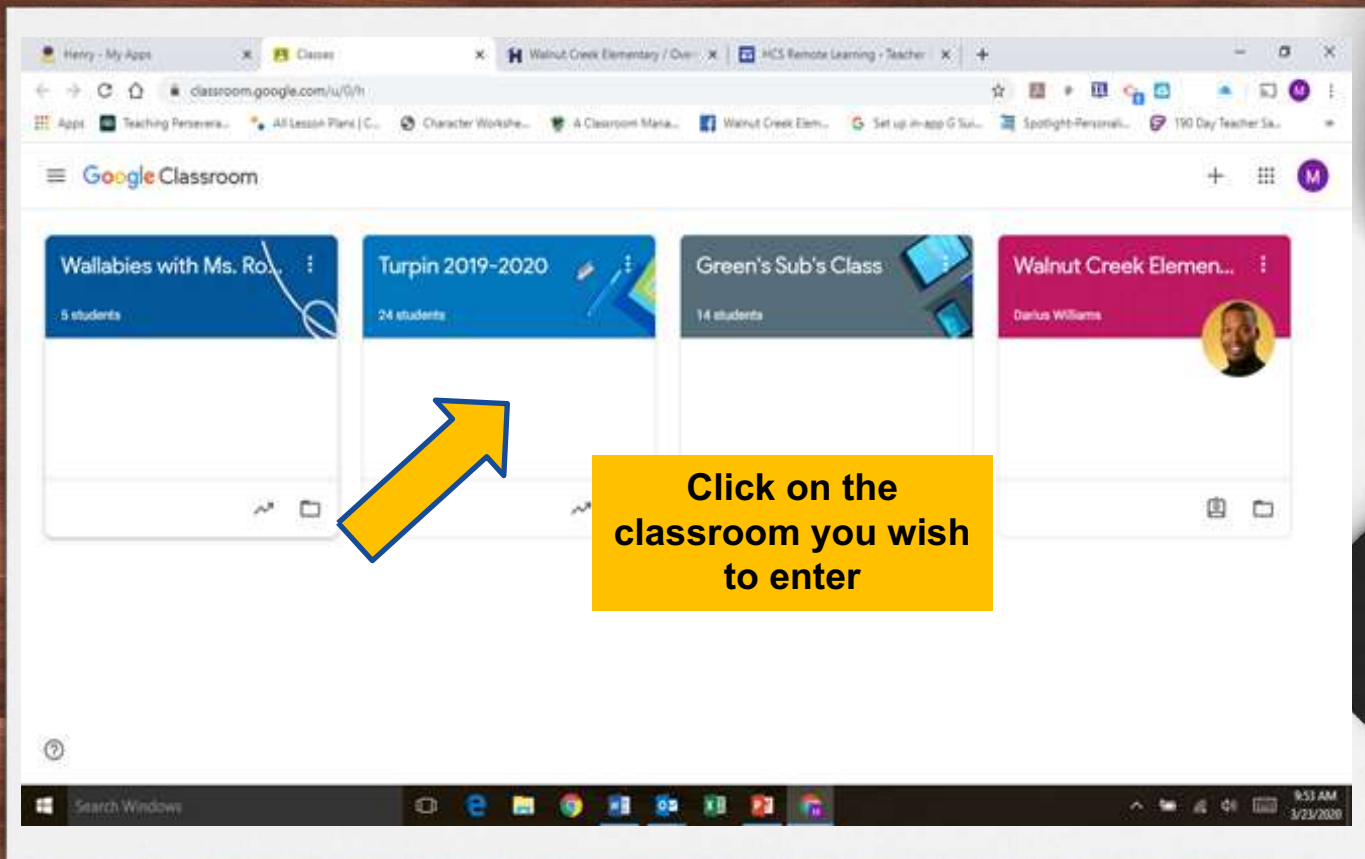 Henry - My Apps
Classes
Walnut Creek Elementary / Over
HCS Remote Learning - Teacher
classroom.google.com/u/0/h
Apps
Teaching Persevera...
All Lesson Plans | C...
Character Workshe...
A Classroom Mana...
Walnut Creek Elem...
Set up in-app G Sui...
Spotlight-Personali...
190 Day Teacher Sa...
Google Classroom
M
Wallabies with Ms. Ro...
5 students
Turpin 2019-2020
24 students
Green's Sub's Class
14 students
Walnut Creek Elemen...
Darius Williams
Click on the
classroom you wish
to enter
Search Windows
9:53 AM
3/23/2020